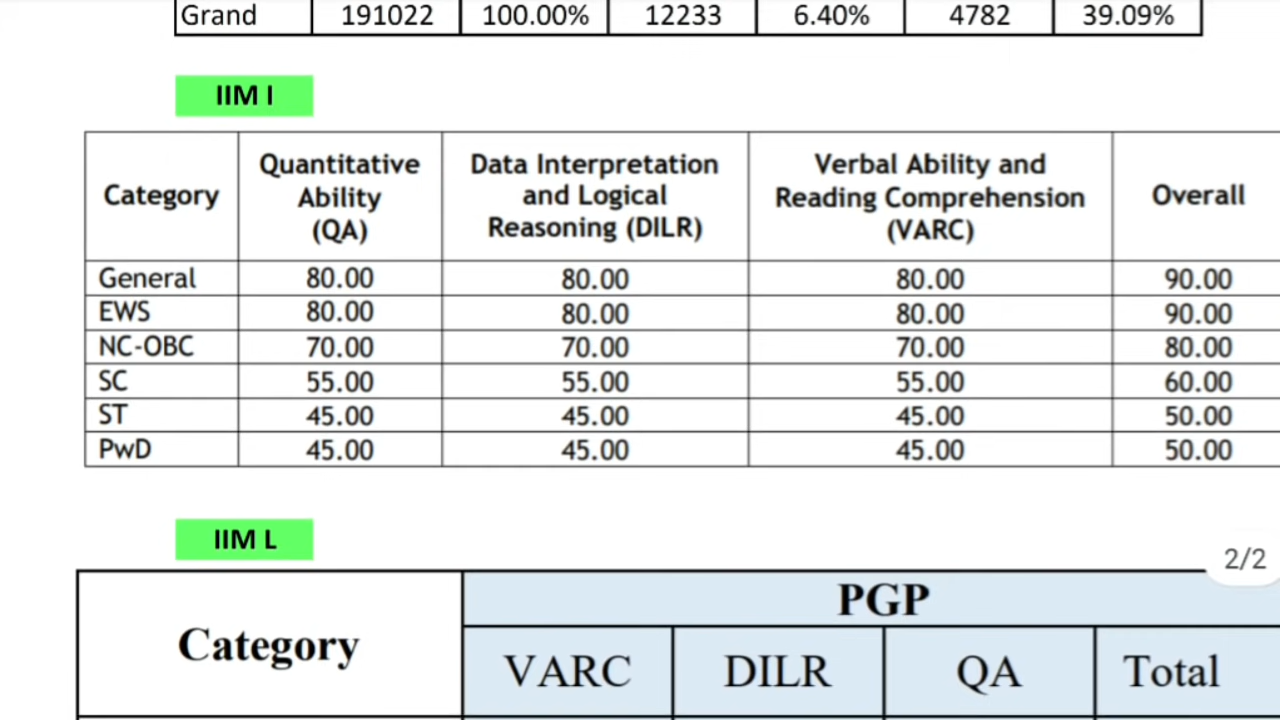 Grand 191022 100.00% 12233 6.40% 4782 39.09%
IIM I
Category Quantitative Ability (QA) Data Interpretation and Logical Reasoning (DILR) Verbal Ability and Reading Comprehension (VARC) Overall
General 80.00 80.00 80.00 90.00
EWS 80.00 80.00 80.00 90.00
NC-OBC 70.00 70.00 70.00 80.00
SC 55.00 55.00 55.00 60.00
ST 45.00 45.00 45.00 50.00
PwD 45.00 45.00 45.00 50.00
IIM L
2/2
Category PGP
VARC DILR QA Total